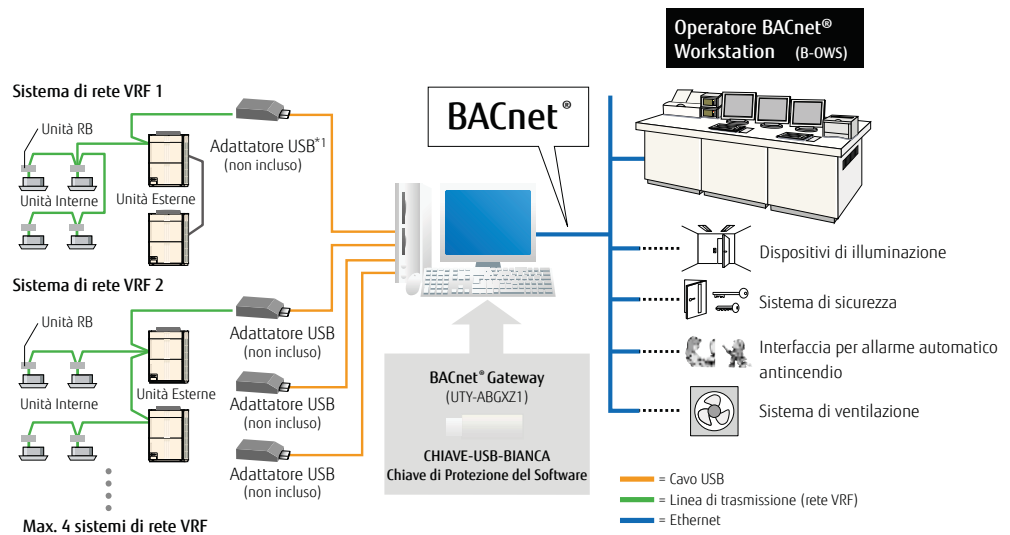 Operatore BACnet®
Workstation (B-OWS)
Sistema di rete VRF 1
Unità RB
Adattatore USB*1
(non incluso)
Unità Interne
Unità Esterne
BACnet®
Sistema di rete VRF 2
Unità RB
Adattatore USB
(non incluso)
Unità Interne
Unità Esterne
Adattatore USB
(non incluso)
Adattatore USB
(non incluso)
Max. 4 sistemi di rete VRF
BACnet® Gateway
(UTY-ABGXZ1)
CHIAVE-USB-BIANCA
Chiave di Protezione del Software
Dispositivi di illuminazione
Sistema di sicurezza
Interfaccia per allarme automatico
antincendio
Sistema di ventilazione
= Cavo USB
= Linea di trasmissione (rete VRF)
= Ethernet